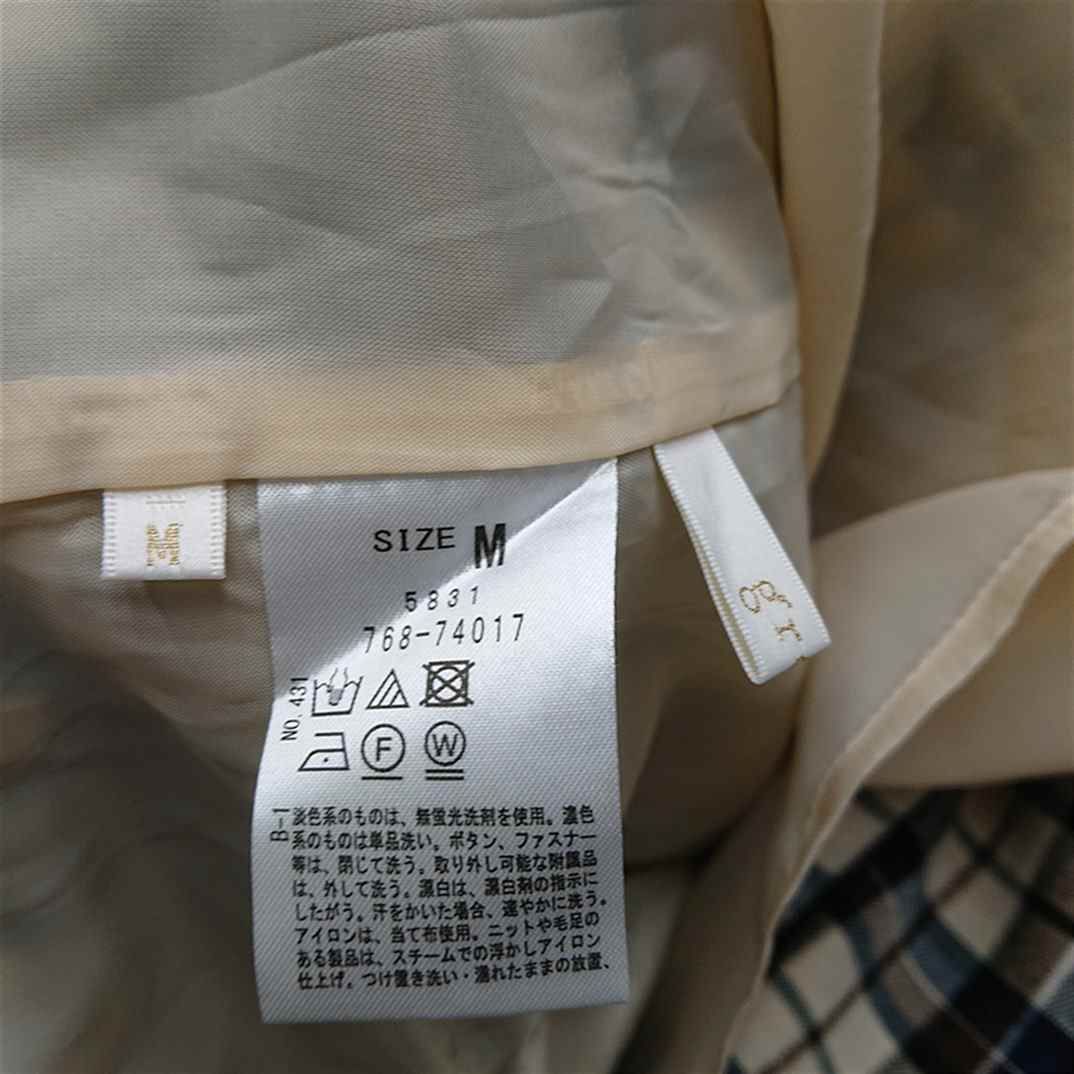 SIZE M
5831
768-74017
NO. 431
F
W
B-1
淡色系のものは、無蛍光洗剤を使用。濃色
系のものは単品洗い。ボタン、ファスナー
等は、閉じて洗う。取り外し可能な附属品
は、外して洗う。漂白は、漂白剤の指示に
したがう。汗をかいた場合、速やかに洗う。
アイロンは、当て布使用。ニットや毛足の
ある製品は、スチームでの浮かしアイロン
仕上げ。つけ置き洗い・濡れたままの放置、